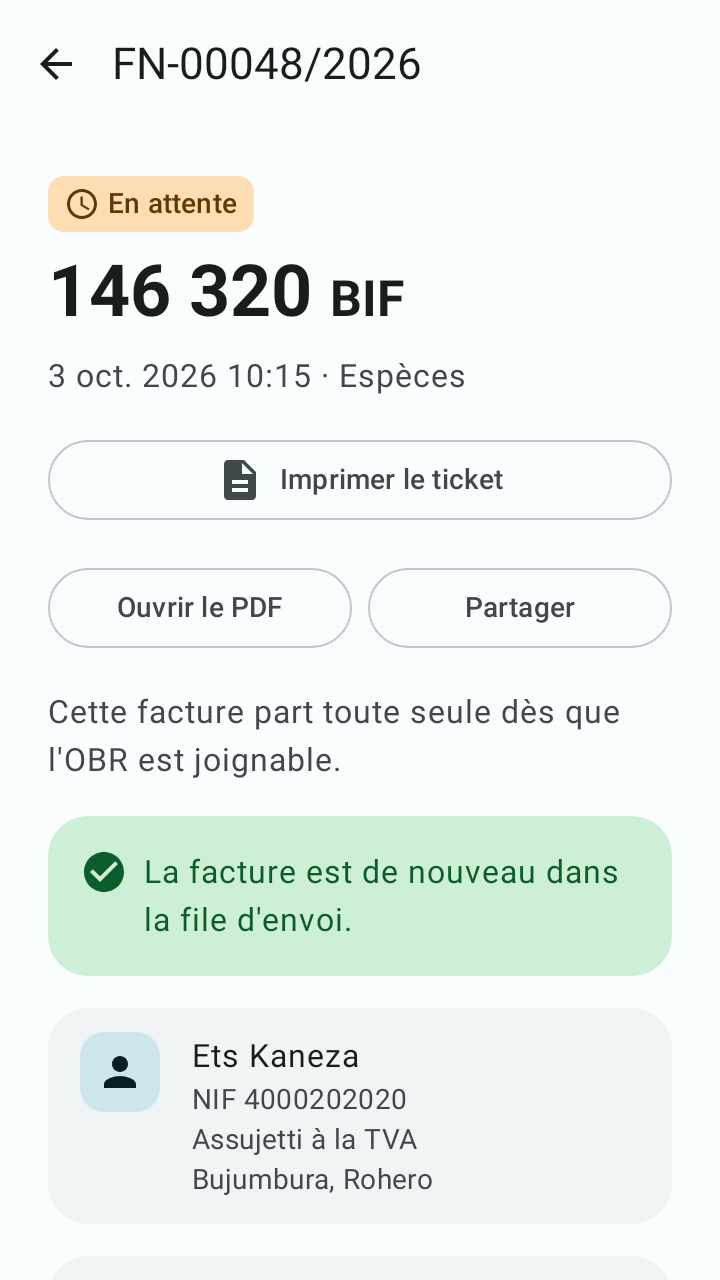 FN-00048/2026
En attente
146 320 BIF
3 oct. 2026 10:15 · Espèces
Imprimer le ticket
Ouvrir le PDF
Partager
Cette facture part toute seule dès que
l'OBR est joignable.
La facture est de nouveau dans
la file d'envoi.
Ets Kaneza
NIF 4000202020
Assujetti à la TVA
Bujumbura, Rohero